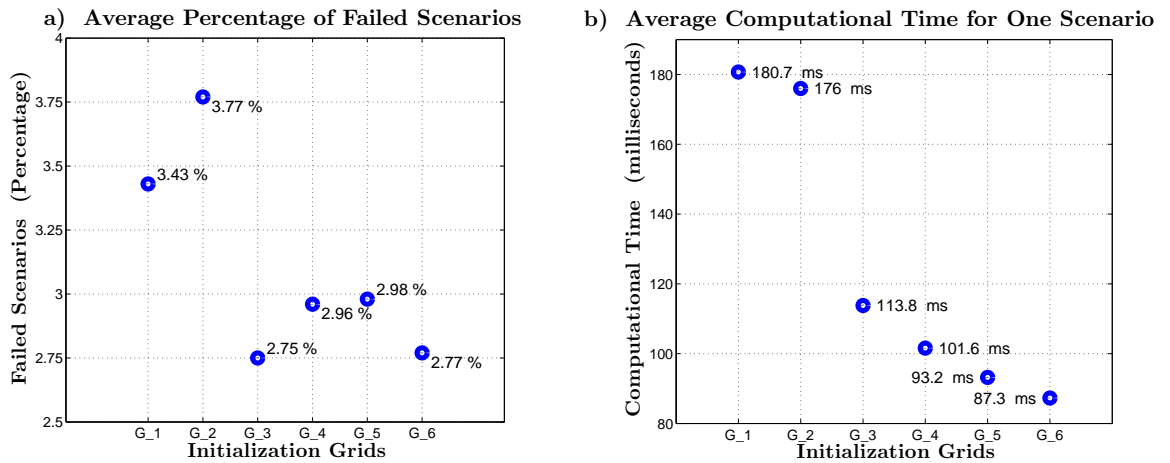 a) Average Percentage of Failed Scenarios
Failed Scenarios (Percentage)
4
3.75
3.5
3.25
3
2.75
2.5
3.43 %
3.77 %
2.75 %
2.96 %
2.98 %
2.77 %
G_1 G_2 G_3 G_4 G_5 G_6
Initialization Grids
b) Average Computational Time for One Scenario
Computational Time (milliseconds)
180
160
140
120
100
80
180.7 ms
176 ms
113.8 ms
101.6 ms
93.2 ms
87.3 ms
G_1 G_2 G_3 G_4 G_5 G_6
Initialization Grids